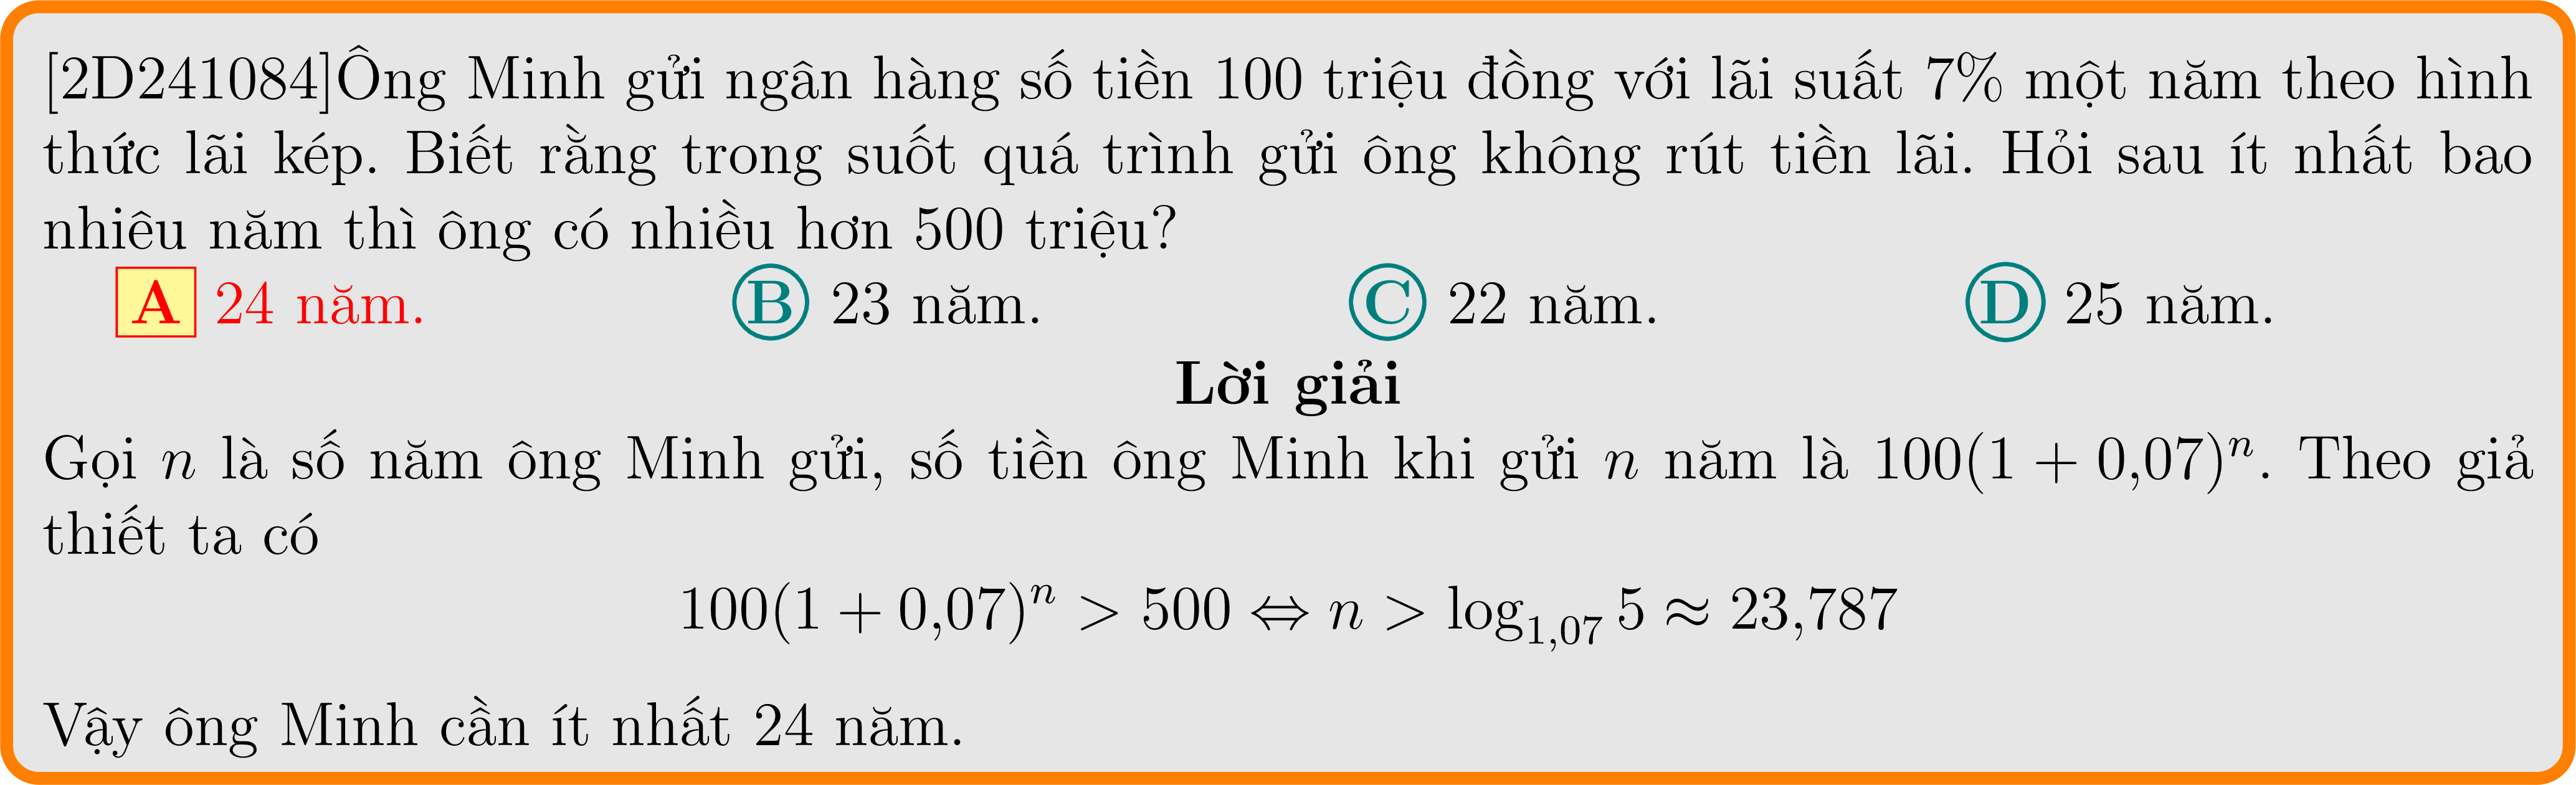 [2D241084]Ông Minh gửi ngân hàng số tiền 100 triệu đồng với lãi suất 7% một năm theo hình
thức lãi kép. Biết rằng trong suốt quá trình gửi ông không rút tiền lãi. Hỏi sau ít nhất bao
nhiêu năm thì ông có nhiều hơn 500 triệu?
A 24 năm. B 23 năm. C 22 năm. D 25 năm.
Lời giải
Gọi n là số năm ông Minh gửi, số tiền ông Minh khi gửi n năm là 100(1 + 0,07)ⁿ. Theo giả
thiết ta có
100(1 + 0,07)ⁿ > 500 ⇔ n > log₁,₀₇ 5 ≈ 23,787
Vậy ông Minh cần ít nhất 24 năm.